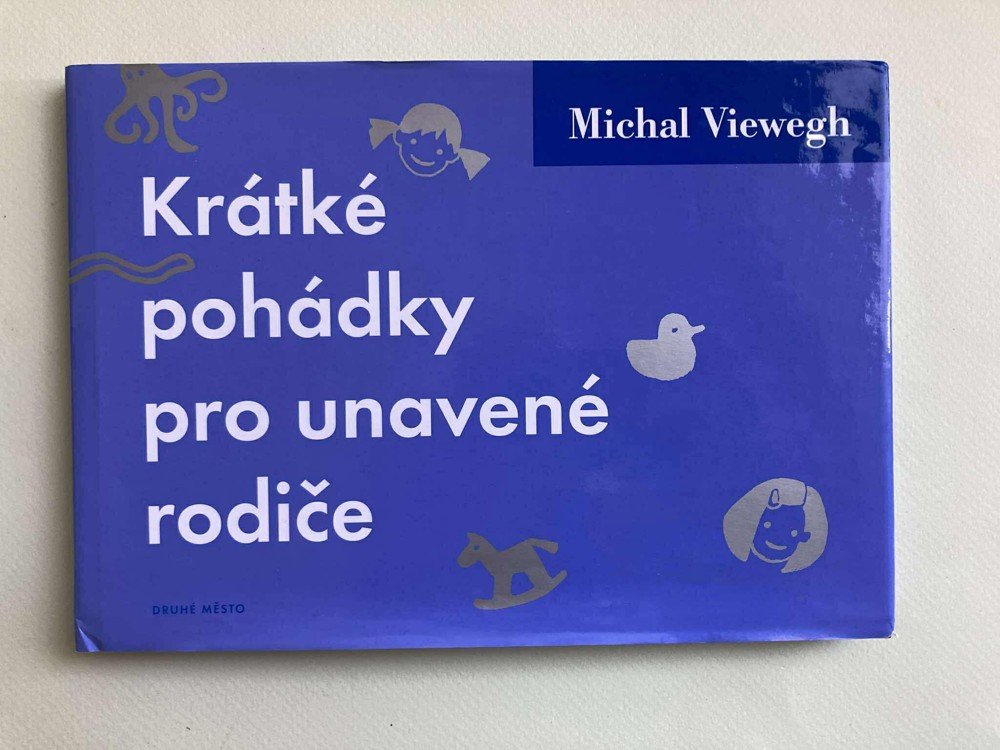 Michal Viewegh
Krátké
pohádky
pro unavené
rodiče
DRUHÉ MĚSTO